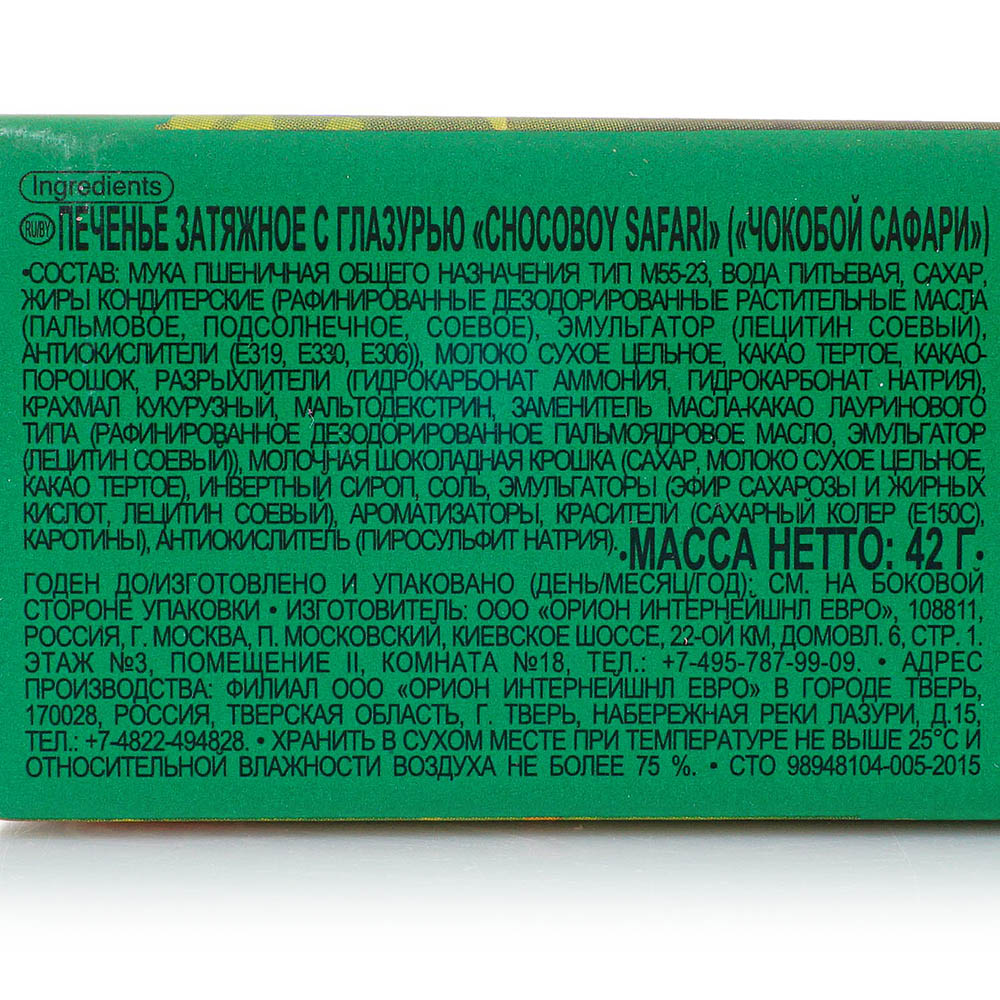 Ingredients
RU/BY ПЕЧЕНЬЕ ЗАТЯЖНОЕ С ГЛАЗУРЬЮ «CHOCOBOY SAFARI» («ЧОКОБОЙ САФАРИ»)
•СОСТАВ: МУКА ПШЕНИЧНАЯ ОБЩЕГО НАЗНАЧЕНИЯ ТИП М55-23, ВОДА ПИТЬЕВАЯ, САХАР,
ЖИРЫ КОНДИТЕРСКИЕ (РАФИНИРОВАННЫЕ ДЕЗОДОРИРОВАННЫЕ РАСТИТЕЛЬНЫЕ МАСЛА
(ПАЛЬМОВОЕ, ПОДСОЛНЕЧНОЕ, СОЕВОЕ), ЭМУЛЬГАТОР (ЛЕЦИТИН СОЕВЫЙ),
АНТИОКИСЛИТЕЛИ (Е319, Е330, Е306)), МОЛОКО СУХОЕ ЦЕЛЬНОЕ, КАКАО ТЕРТОЕ, КАКАО-
ПОРОШОК, РАЗРЫХЛИТЕЛИ (ГИДРОКАРБОНАТ АММОНИЯ, ГИДРОКАРБОНАТ НАТРИЯ),
КРАХМАЛ КУКУРУЗНЫЙ, МАЛЬТОДЕКСТРИН, ЗАМЕНИТЕЛЬ МАСЛА-КАКАО ЛАУРИНОВОГО
ТИПА (РАФИНИРОВАННОЕ ДЕЗОДОРИРОВАННОЕ ПАЛЬМОЯДРОВОЕ МАСЛО, ЭМУЛЬГАТОР
(ЛЕЦИТИН СОЕВЫЙ)), МОЛОЧНАЯ ШОКОЛАДНАЯ КРОШКА (САХАР, МОЛОКО СУХОЕ ЦЕЛЬНОЕ,
КАКАО ТЕРТОЕ), ИНВЕРТНЫЙ СИРОП, СОЛЬ, ЭМУЛЬГАТОРЫ (ЭФИР САХАРОЗЫ И ЖИРНЫХ
КИСЛОТ, ЛЕЦИТИН СОЕВЫЙ), АРОМАТИЗАТОРЫ, КРАСИТЕЛИ (САХАРНЫЙ КОЛЕР (Е150С),
КАРОТИНЫ), АНТИОКИСЛИТЕЛЬ (ПИРОСУЛЬФИТ НАТРИЯ). •МАССА НЕТТО: 42 Г•
ГОДЕН ДО/ИЗГОТОВЛЕНО И УПАКОВАНО (ДЕНЬ/МЕСЯЦ/ГОД): СМ. НА БОКОВОЙ
СТОРОНЕ УПАКОВКИ • ИЗГОТОВИТЕЛЬ: ООО «ОРИОН ИНТЕРНЕЙШНЛ ЕВРО», 108811,
РОССИЯ, Г. МОСКВА, П. МОСКОВСКИЙ, КИЕВСКОЕ ШОССЕ, 22-ОЙ КМ, ДОМОВЛ. 6, СТР. 1.
ЭТАЖ №3, ПОМЕЩЕНИЕ II, КОМНАТА №18, ТЕЛ.: +7-495-787-99-09. • АДРЕС
ПРОИЗВОДСТВА: ФИЛИАЛ ООО «ОРИОН ИНТЕРНЕЙШНЛ ЕВРО» В ГОРОДЕ ТВЕРЬ,
170028, РОССИЯ, ТВЕРСКАЯ ОБЛАСТЬ, Г. ТВЕРЬ, НАБЕРЕЖНАЯ РЕКИ ЛАЗУРИ, Д.15,
ТЕЛ.: +7-4822-494828. • ХРАНИТЬ В СУХОМ МЕСТЕ ПРИ ТЕМПЕРАТУРЕ НЕ ВЫШЕ 25°С И
ОТНОСИТЕЛЬНОЙ ВЛАЖНОСТИ ВОЗДУХА НЕ БОЛЕЕ 75 %. • СТО 98948104-005-2015